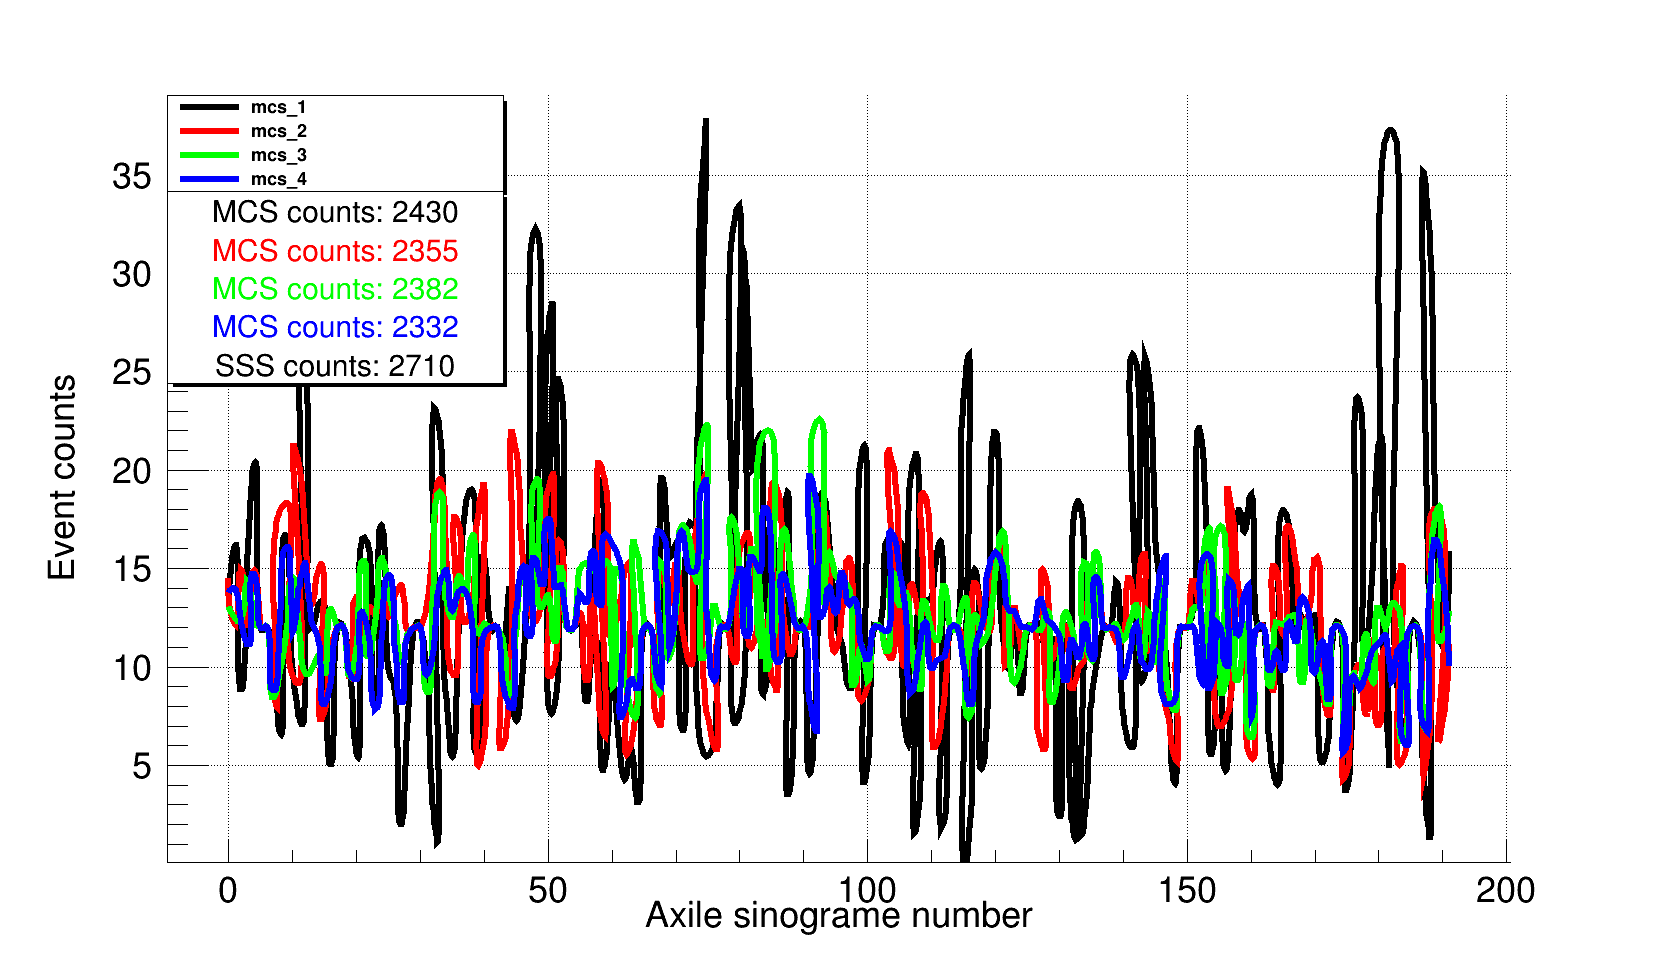 mcs_1
mcs_2
mcs_3
mcs_4
MCS counts: 2430
MCS counts: 2355
MCS counts: 2382
MCS counts: 2332
SSS counts: 2710
Event counts
35
30
25
20
15
10
5
0 50 100 150 200
Axile sinograme number